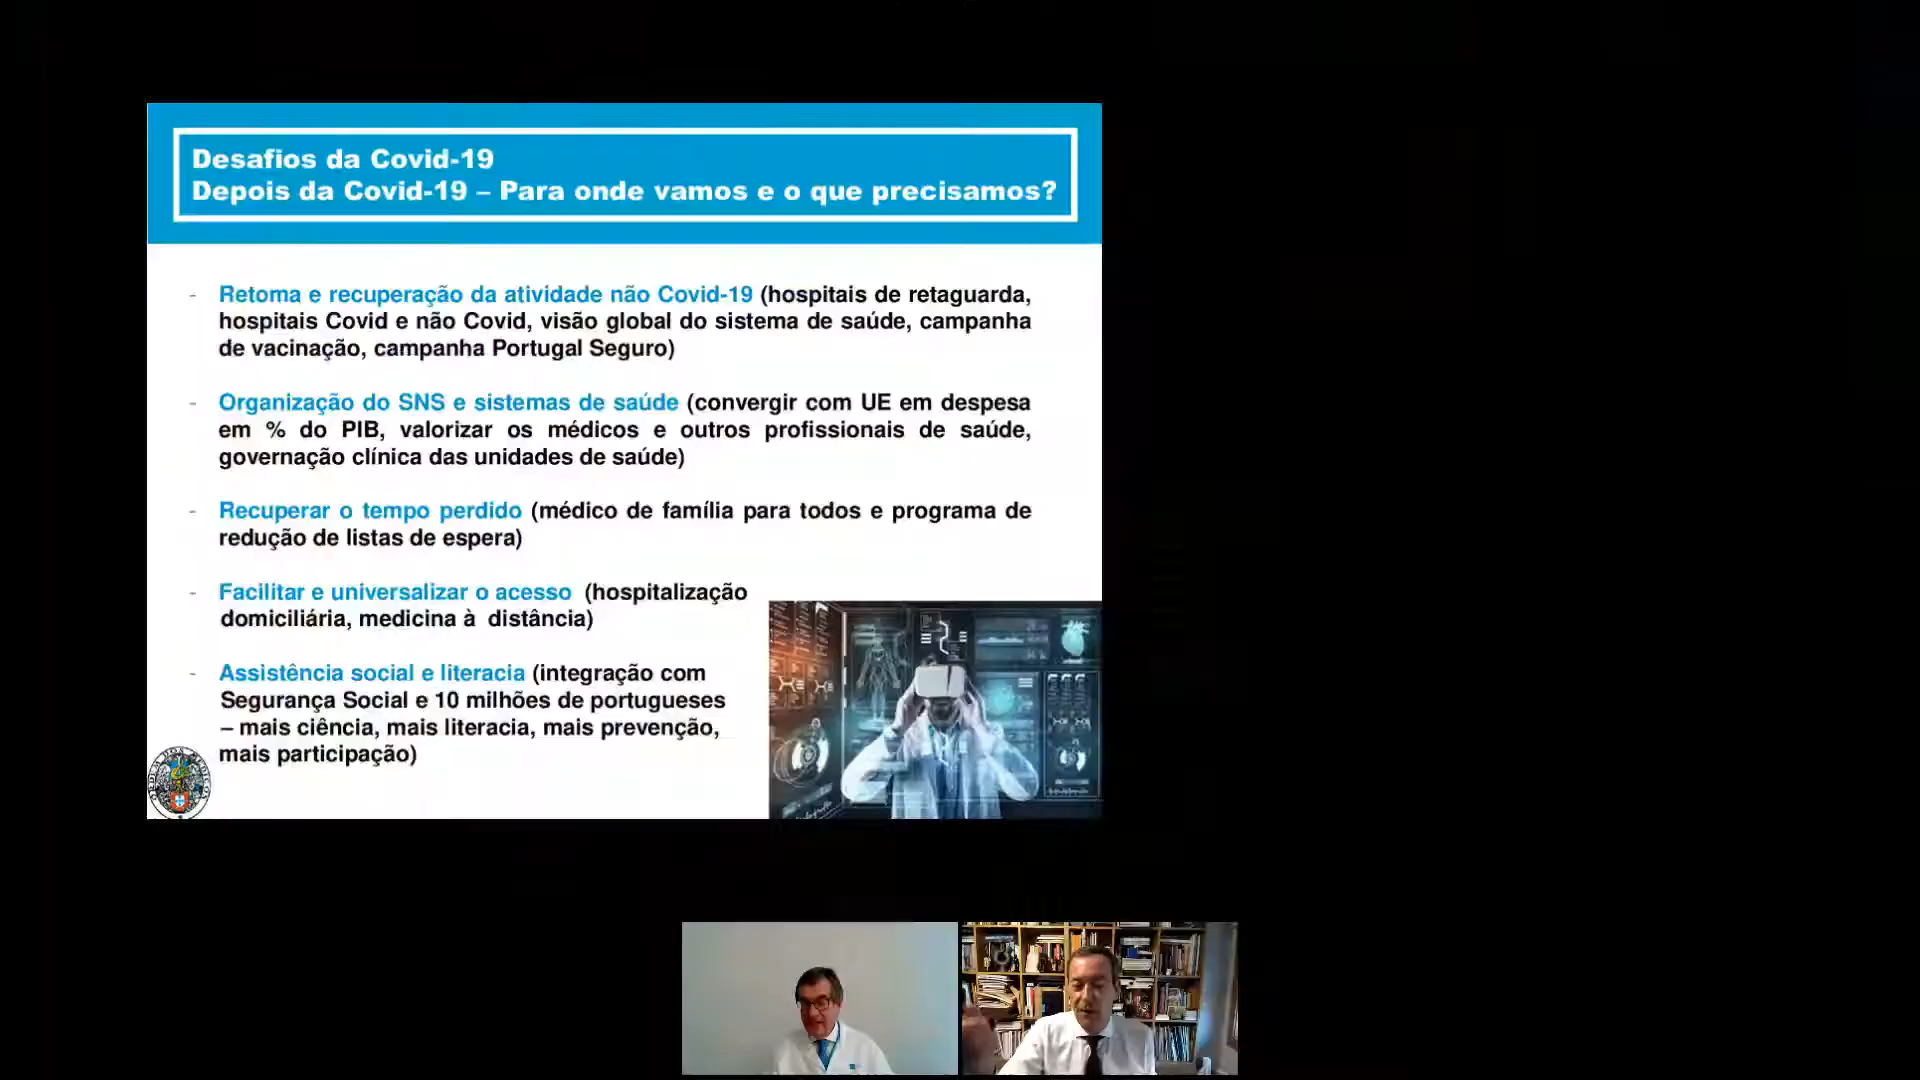 Desafios da Covid-19
Depois da Covid-19 – Para onde vamos e o que precisamos?
- Retoma e recuperação da atividade não Covid-19 (hospitais de retaguarda,
hospitais Covid e não Covid, visão global do sistema de saúde, campanha
de vacinação, campanha Portugal Seguro)
- Organização do SNS e sistemas de saúde (convergir com UE em despesa
em % do PIB, valorizar os médicos e outros profissionais de saúde,
governação clínica das unidades de saúde)
- Recuperar o tempo perdido (médico de família para todos e programa de
redução de listas de espera)
- Facilitar e universalizar o acesso (hospitalização
domiciliária, medicina à distância)
- Assistência social e literacia (integração com
Segurança Social e 10 milhões de portugueses
– mais ciência, mais literacia, mais prevenção,
mais participação)
ORDEM DOS MEDICOS